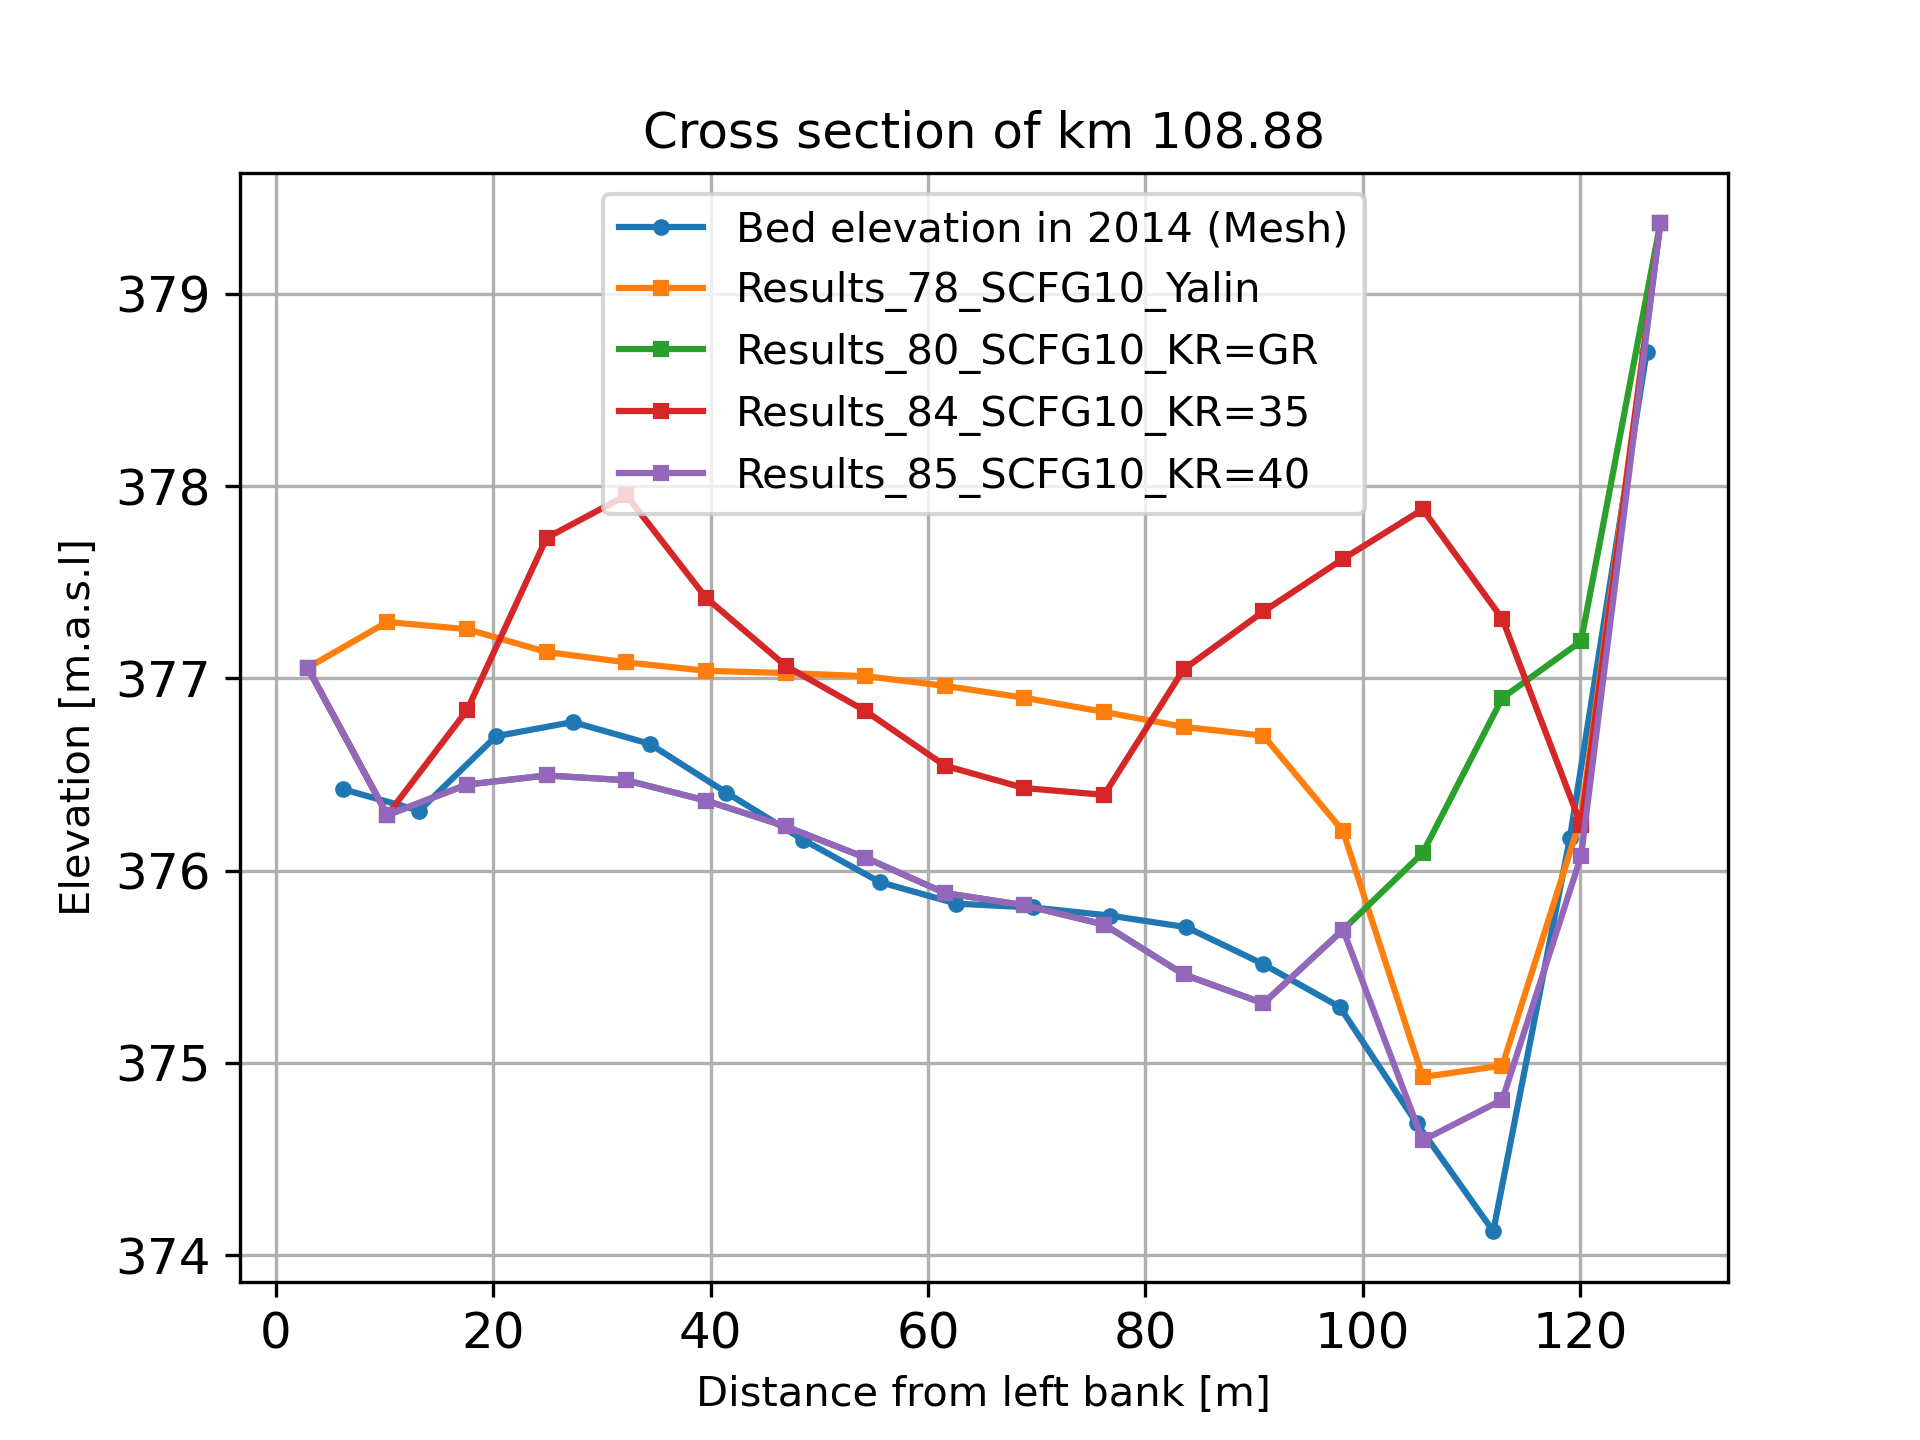 Cross section of km 108.88
Bed elevation in 2014 (Mesh)
Results_78_SCFG10_Yalin
Results_80_SCFG10_KR=GR
Results_84_SCFG10_KR=35
Results_85_SCFG10_KR=40
379
378
377
376
375
374
Elevation [m.a.s.l]
0 20 40 60 80 100 120
Distance from left bank [m]